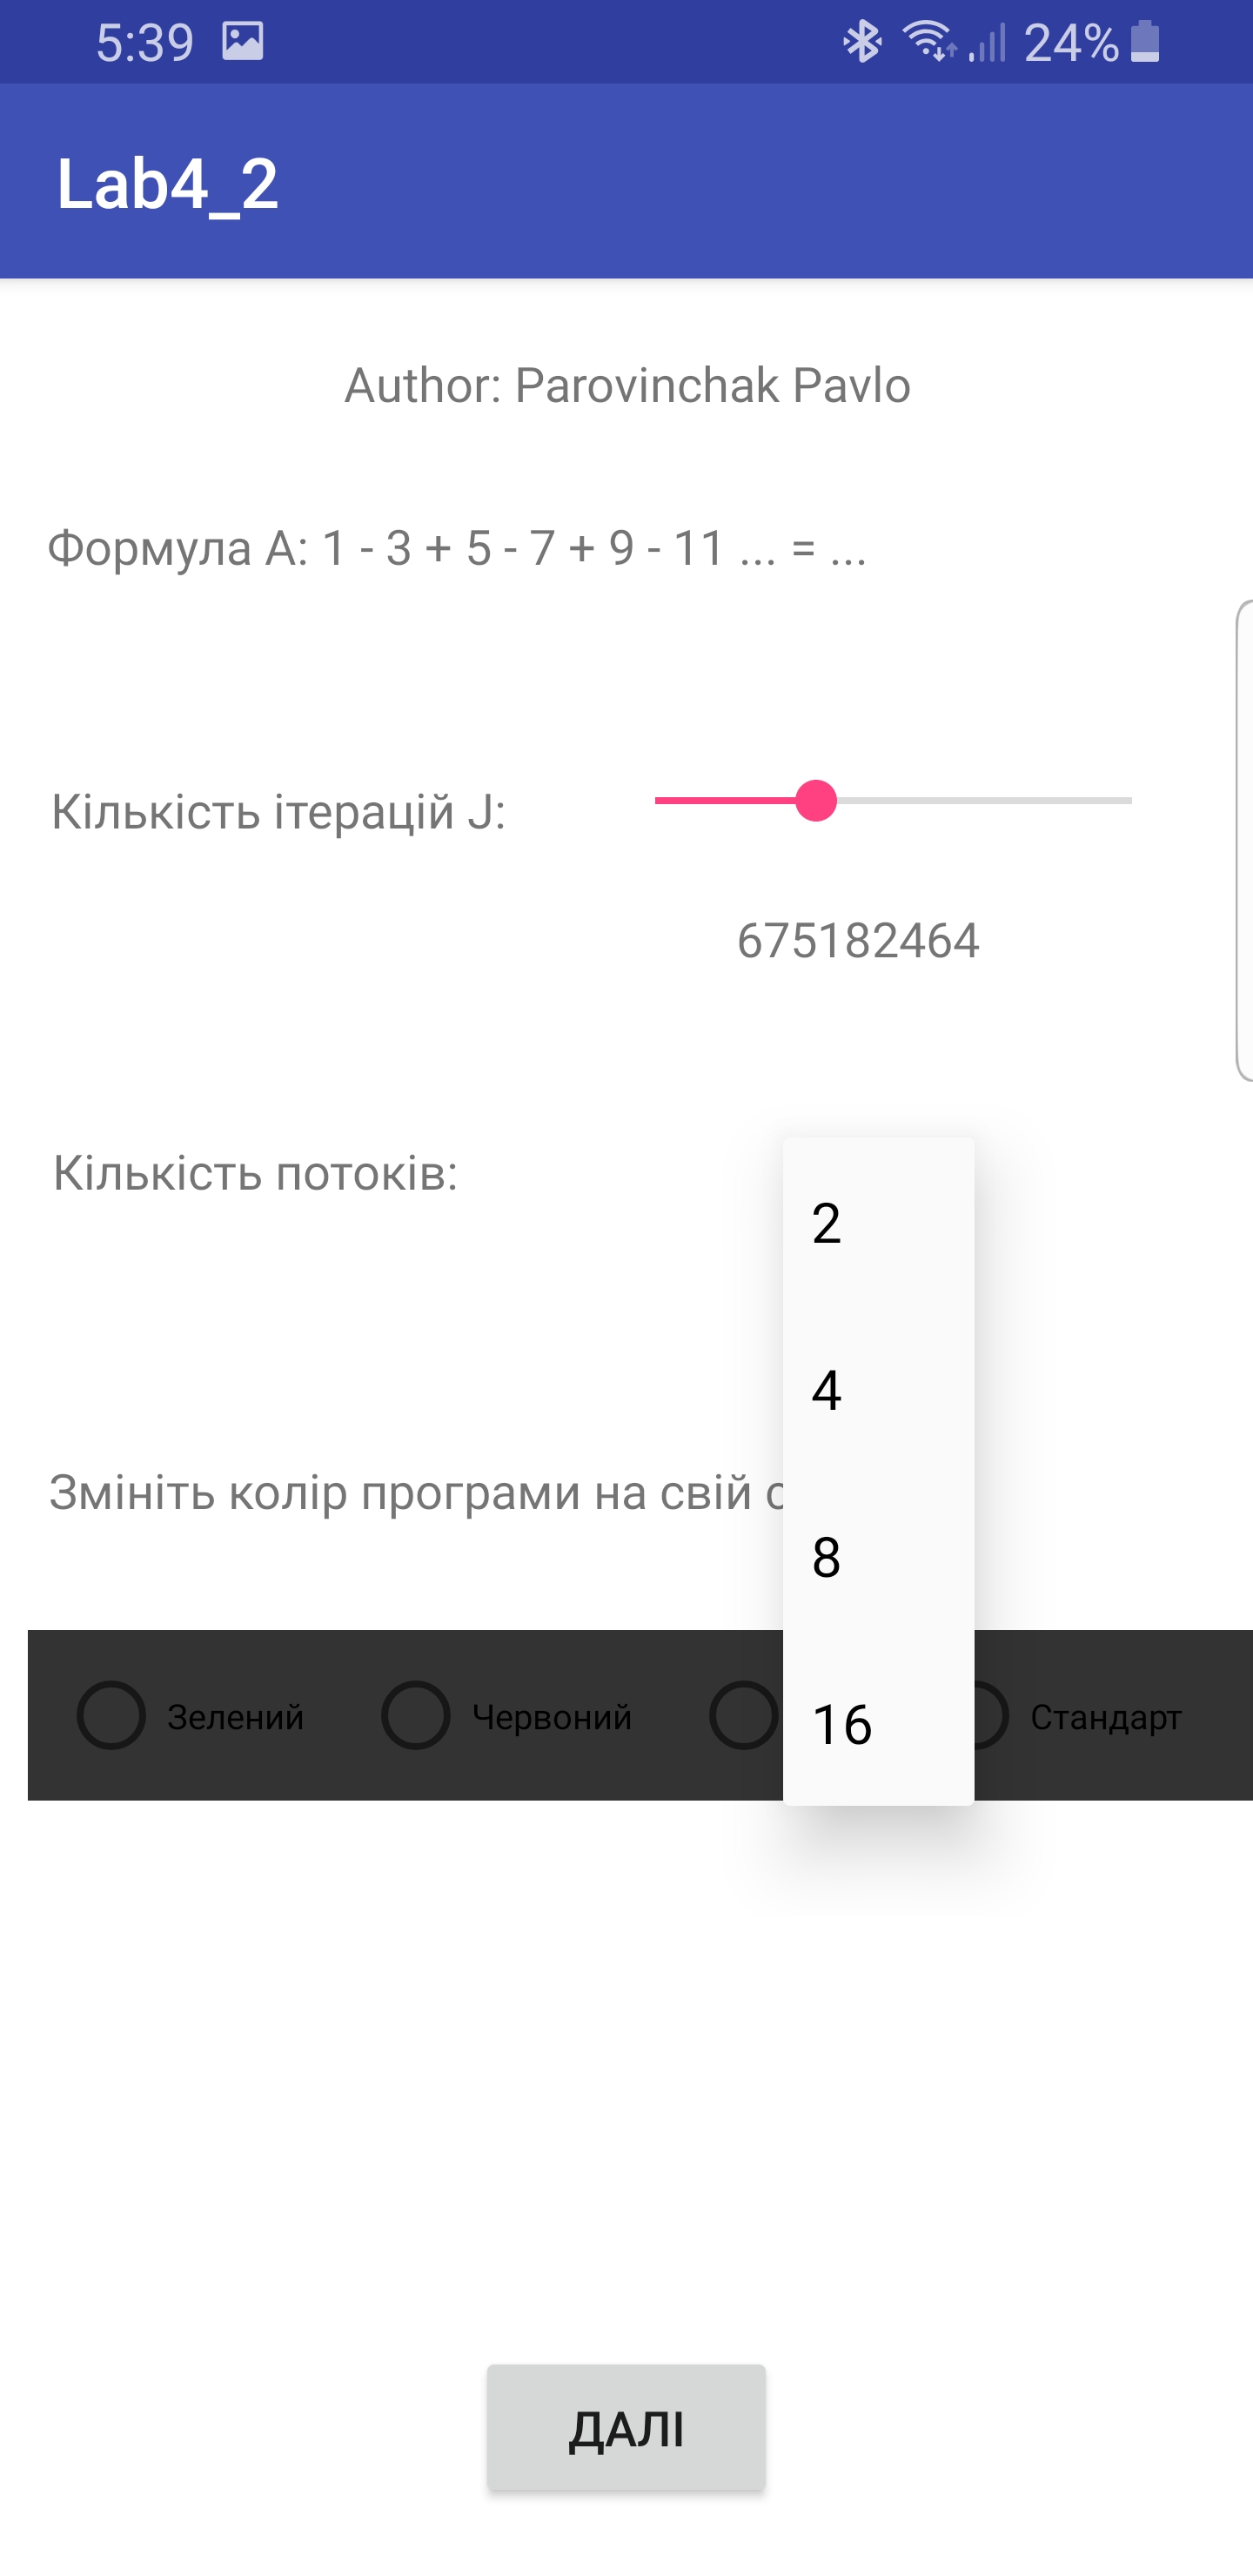 5:39 24%
Lab4_2
Author: Parovinchak Pavlo
Формула А: 1 - 3 + 5 - 7 + 9 - 11 ... = ...
Кількість ітерацій J:
675182464
Кількість потоків:
2
4
Змініть колір програми на свій
8
Зелений Червоний Стандарт
16
ДАЛІ